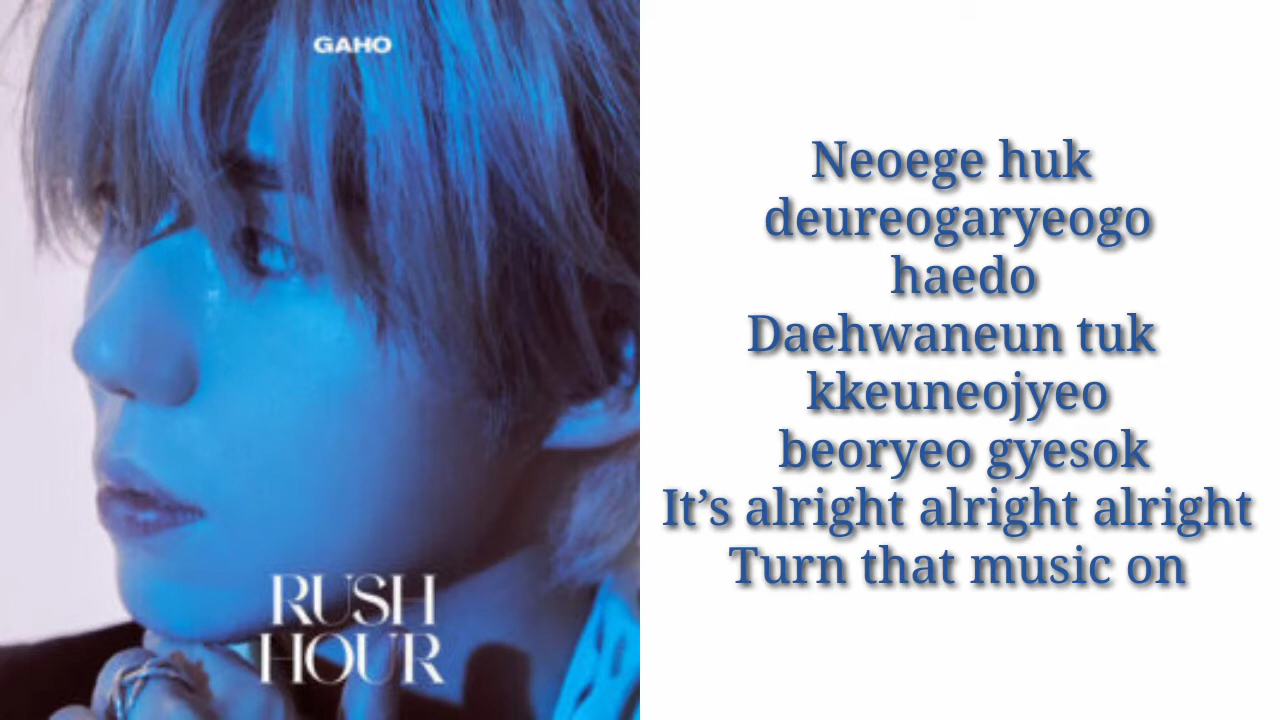 GAHO
RUSH
HOUR
Neoege huk
deureogaryeogo
haedo
Daehwaneun tuk
kkeuneojyeo
beoryeo gyesok
It’s alright alright alright
Turn that music on